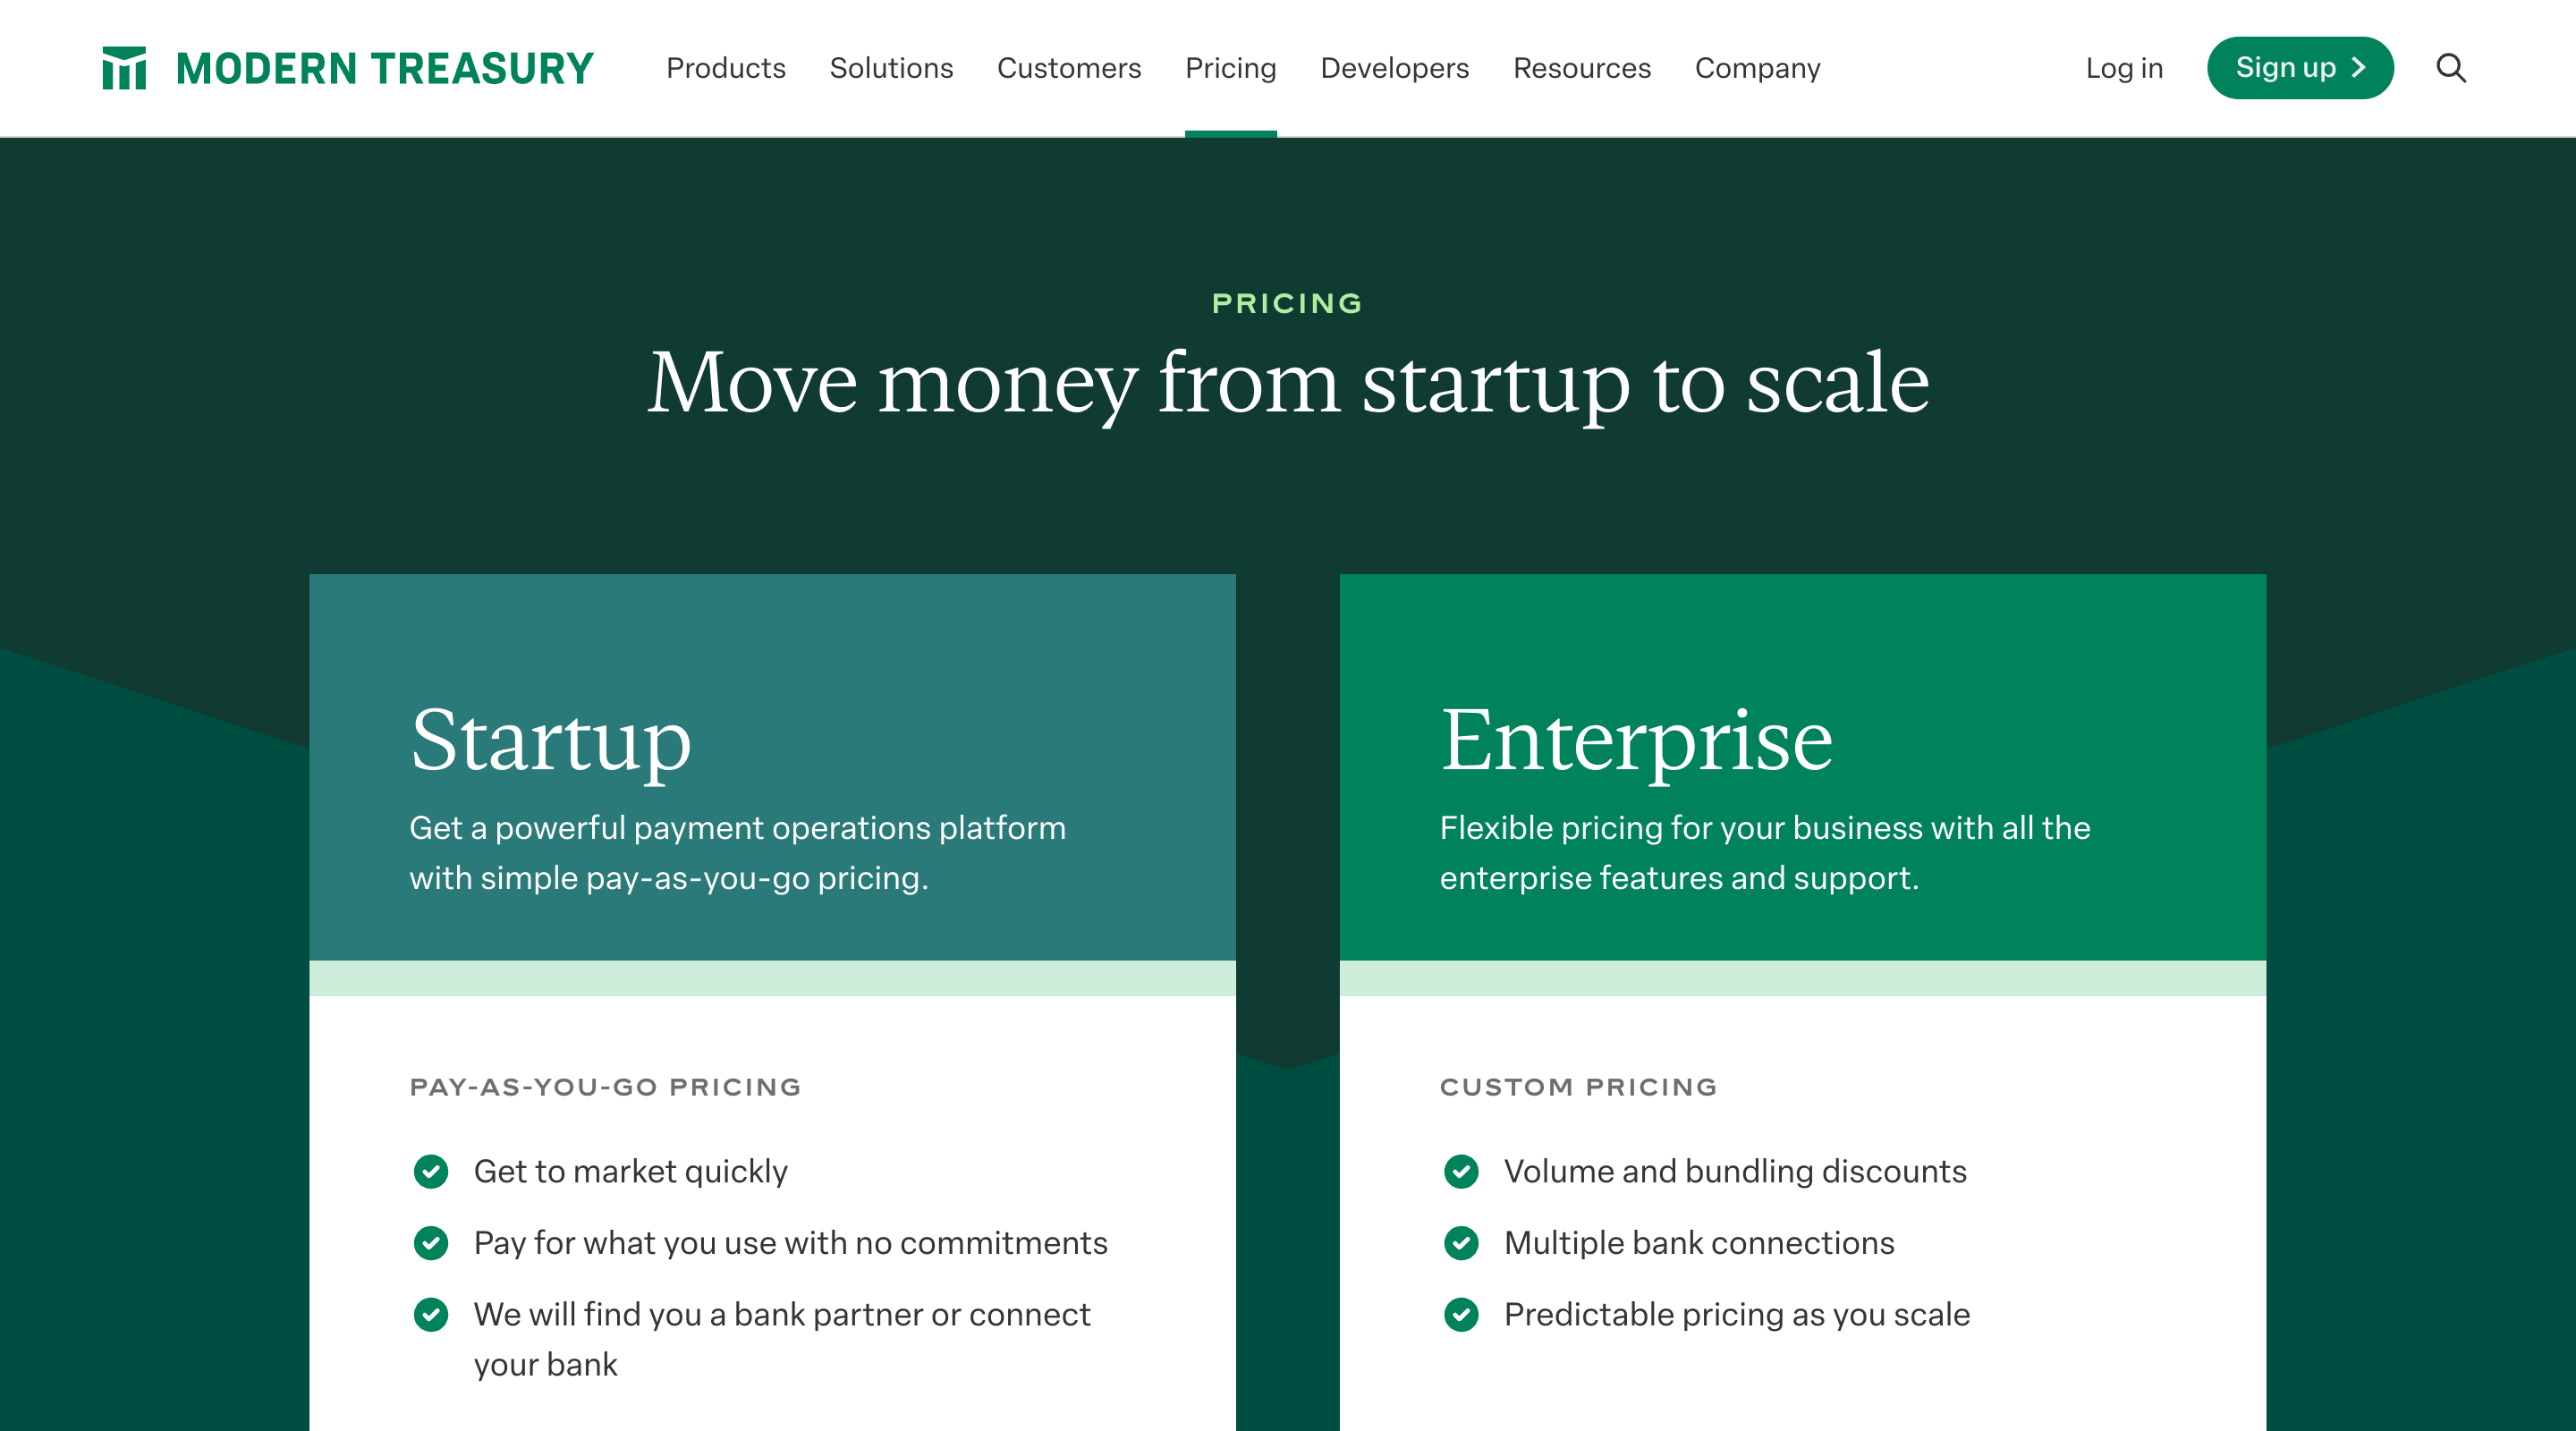 MODERN TREASURY
Products Solutions Customers Pricing Developers Resources Company
Log in
Sign up
PRICING
Move money from startup to scale
Startup
Get a powerful payment operations platform
with simple pay-as-you-go pricing.
PAY-AS-YOU-GO PRICING
Get to market quickly
Pay for what you use with no commitments
We will find you a bank partner or connect
your bank
Enterprise
Flexible pricing for your business with all the
enterprise features and support.
CUSTOM PRICING
Volume and bundling discounts
Multiple bank connections
Predictable pricing as you scale